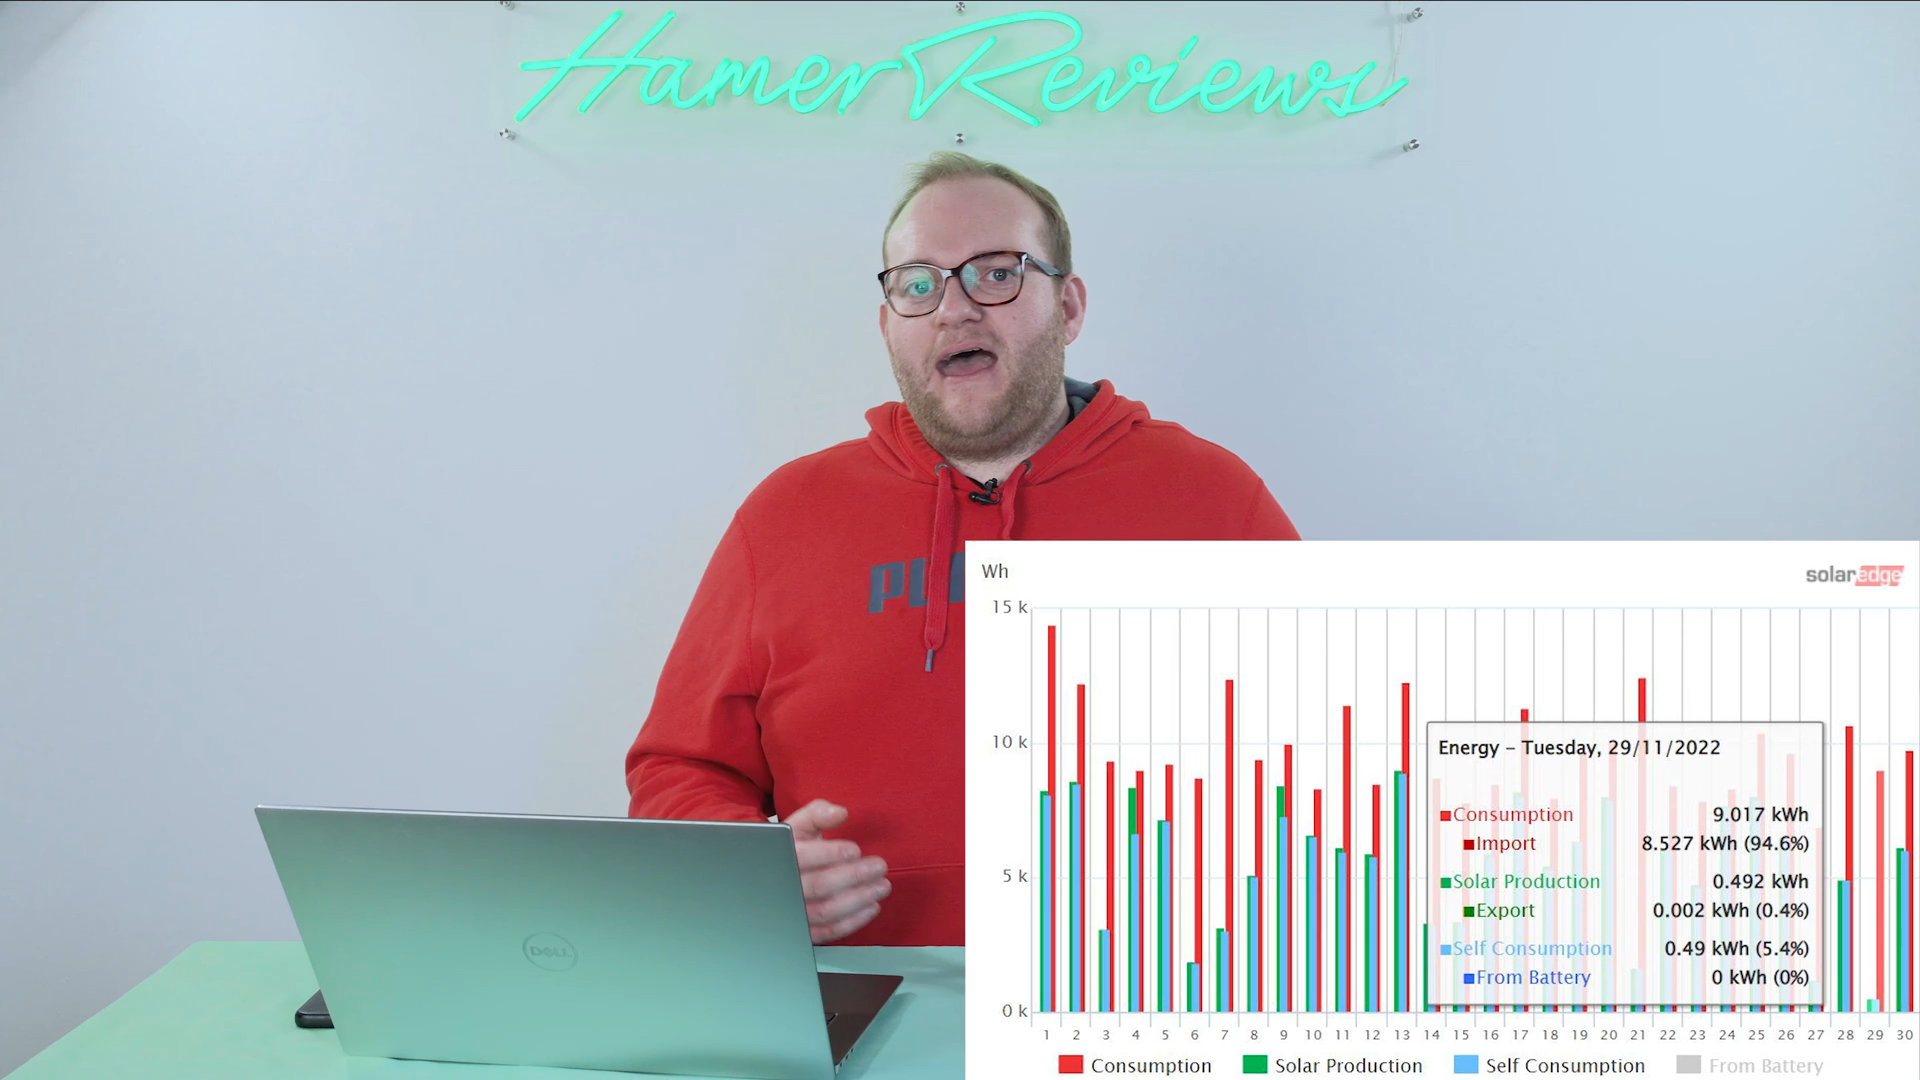 HamerReviews
PU
DELL
Wh
solaredge
15 k
10 k
5 k
0 k
Energy – Tuesday, 29/11/2022
Consumption 9.017 kWh
Import 8.527 kWh (94.6%)
Solar Production 0.492 kWh
Export 0.002 kWh (0.4%)
Self Consumption 0.49 kWh (5.4%)
From Battery 0 kWh (0%)
1 2 3 4 5 6 7 8 9 10 11 12 13 14 15 16 17 18 19 20 21 22 23 24 25 26 27 28 29 30
Consumption Solar Production Self Consumption From Battery